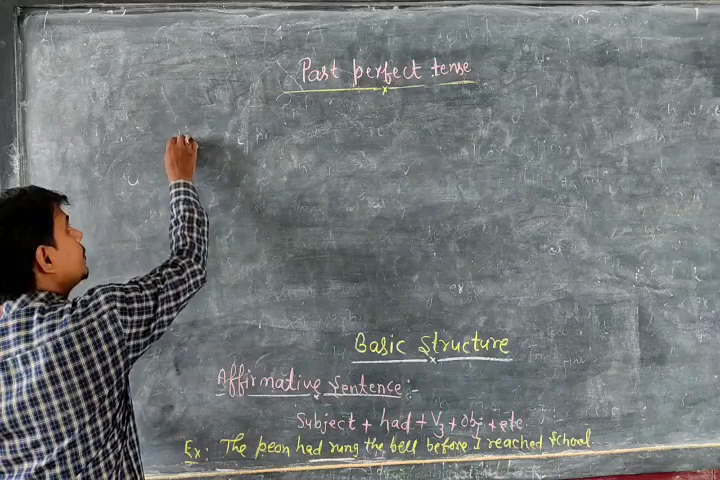 Past perfect tense
Basic Structure
Affirmative Sentence:-
Subject + had + V3 + Obj + etc
Ex: The peon had rung the bell before I reached School.